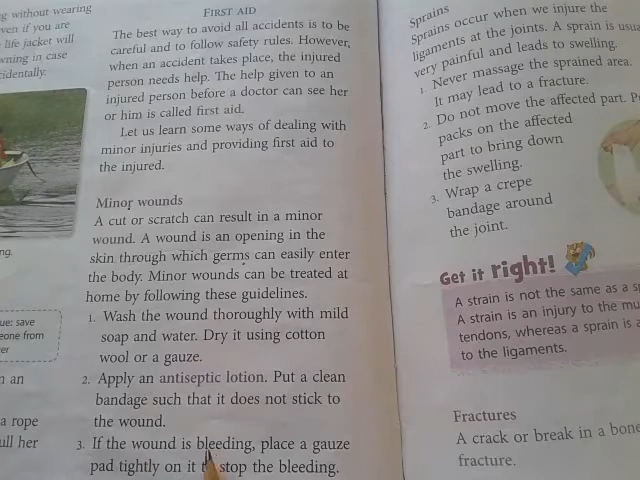 g without wearing
ven if you are
life jacket will
wning in case
cidentally.
ng.
ue: save
eone from
er
n an
a rope
ull her
FIRST AID
The best way to avoid all accidents is to be
careful and to follow safety rules. However,
when an accident takes place, the injured
person needs help. The help given to an
injured person before a doctor can see her
or him is called first aid.
Let us learn some ways of dealing with
minor injuries and providing first aid to
the injured.
Minor wounds
A cut or scratch can result in a minor
wound. A wound is an opening in the
skin through which germs can easily enter
the body. Minor wounds can be treated at
home by following these guidelines.
1. Wash the wound thoroughly with mild
soap and water. Dry it using cotton
wool or a gauze.
2. Apply an antiseptic lotion. Put a clean
bandage such that it does not stick to
the wound.
3. If the wound is bleeding, place a gauze
pad tightly on it stop the bleeding.
Sprains
Sprains occur when we injure the
ligaments at the joints. A sprain is usua
very painful and leads to swelling.
1. Never massage the sprained area.
It may lead to a fracture.
2. Do not move the affected part. P
packs on the affected
part to bring down
the swelling.
3. Wrap a crepe
bandage around
the joint.
Get it right!
A strain is not the same as a sp
A strain is an injury to the mu
tendons, whereas a sprain is a
to the ligaments.
Fractures
A crack or break in a bone
fracture.